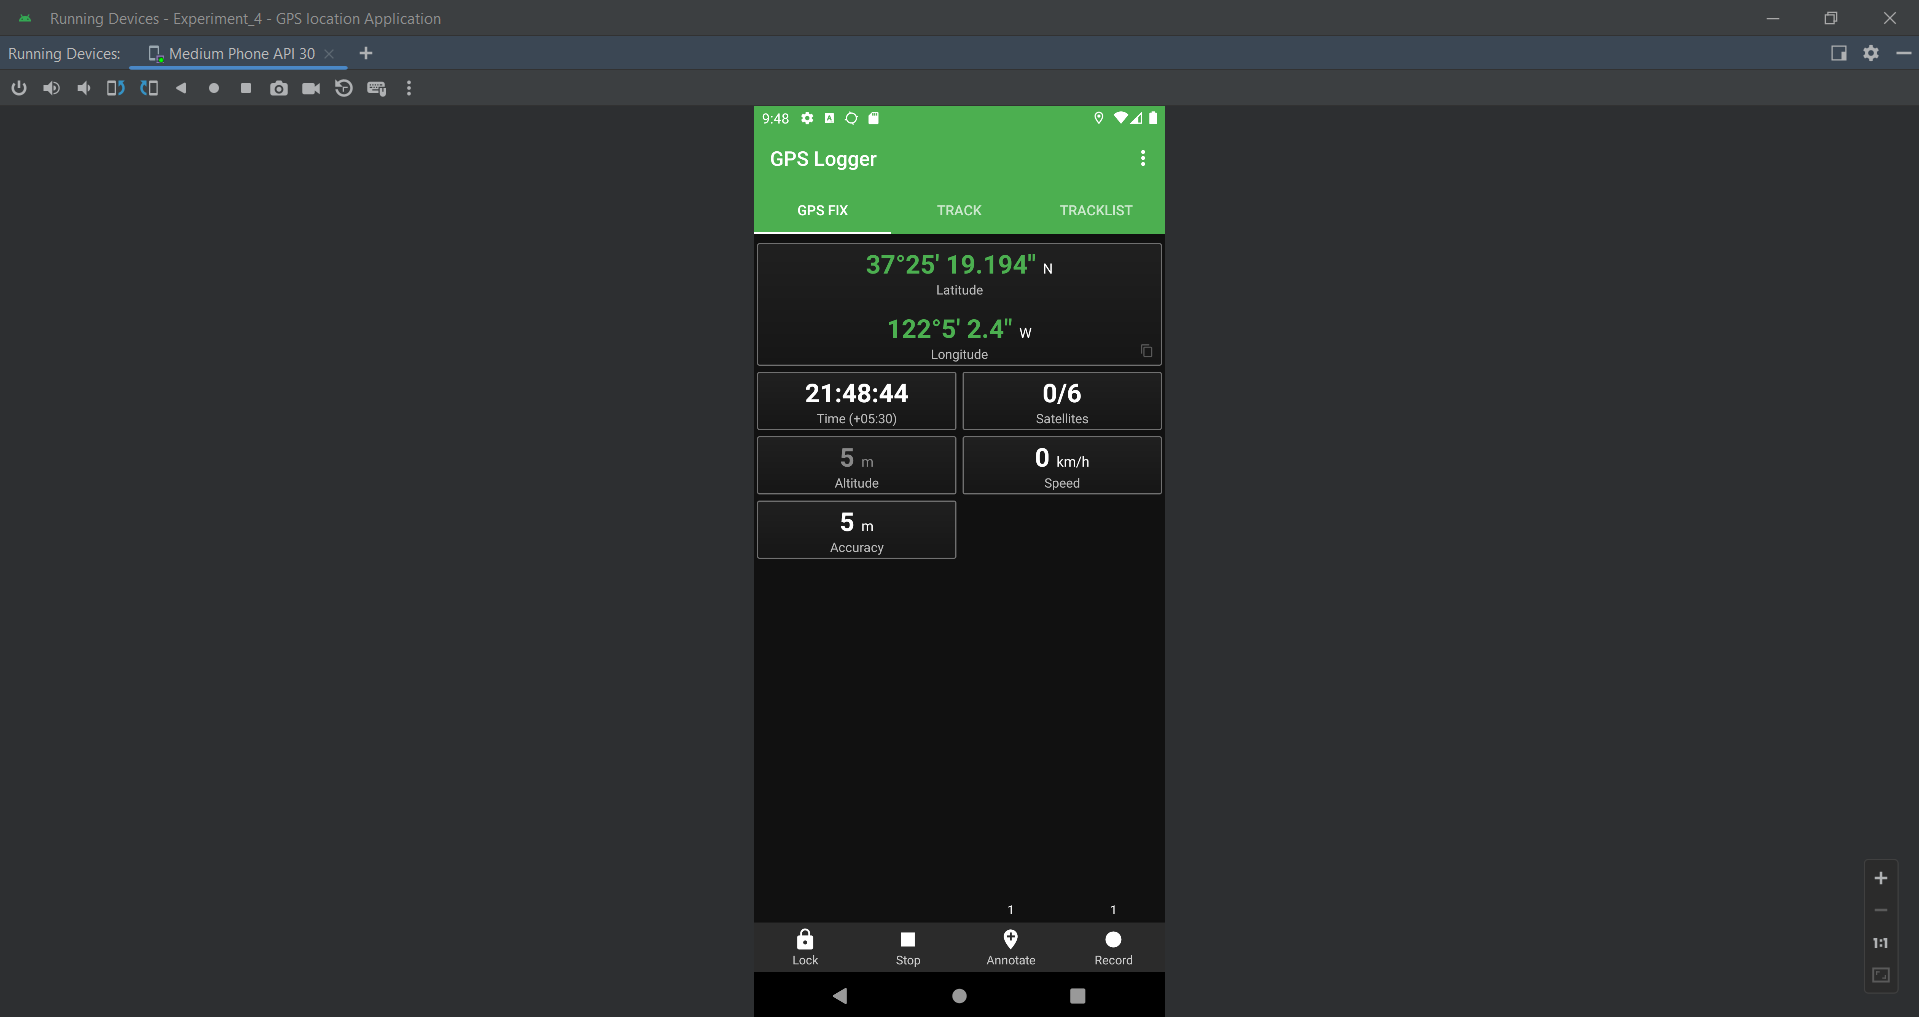 Running Devices - Experiment_4 - GPS location Application
Running Devices:
Medium Phone API 30
9:48
GPS Logger
GPS FIX
TRACK
TRACKLIST
37°25' 19.194" N
Latitude
122°5' 2.4" W
Longitude
21:48:44
Time (+05:30)
0/6
Satellites
5 m
Altitude
0 km/h
Speed
5 m
Accuracy
1
1
Lock
Stop
Annotate
Record
1:1